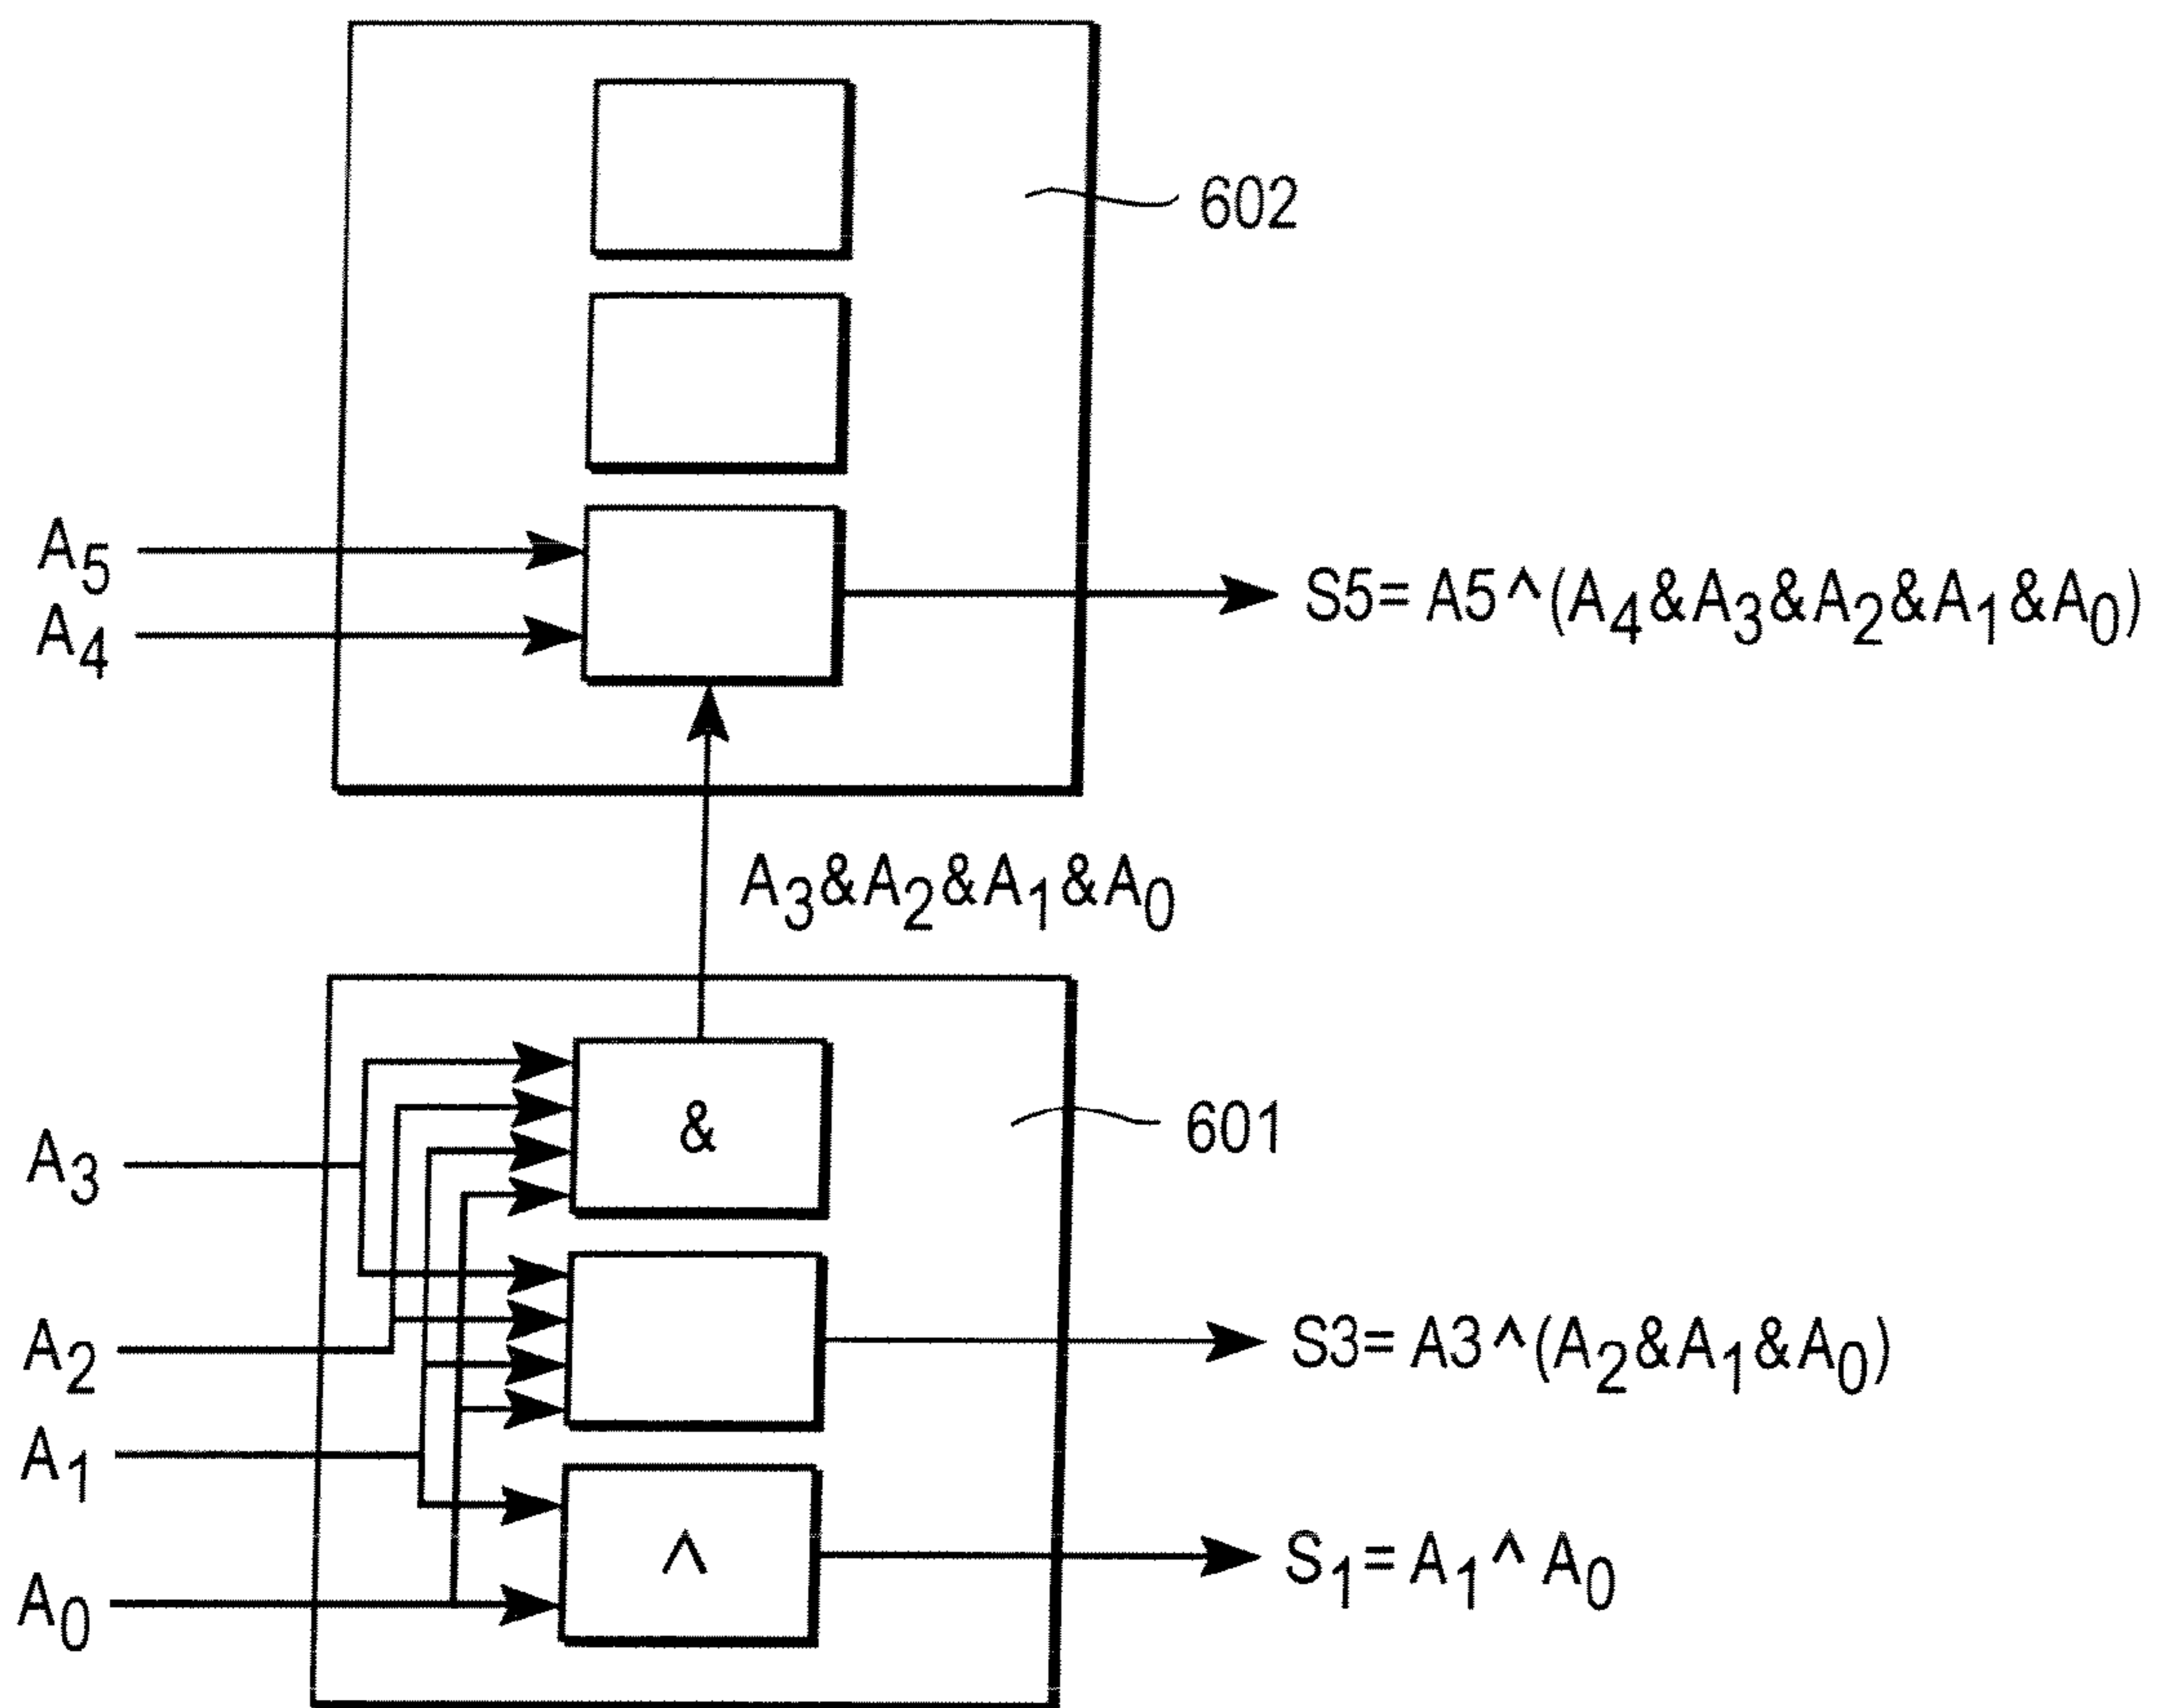 602
A5
A4
S5= A5^(A4&A3&A2&A1&A0)
A3&A2&A1&A0
&
601
A3
A2
S3= A3^(A2&A1&A0)
A1
^
S1= A1^A0
A0